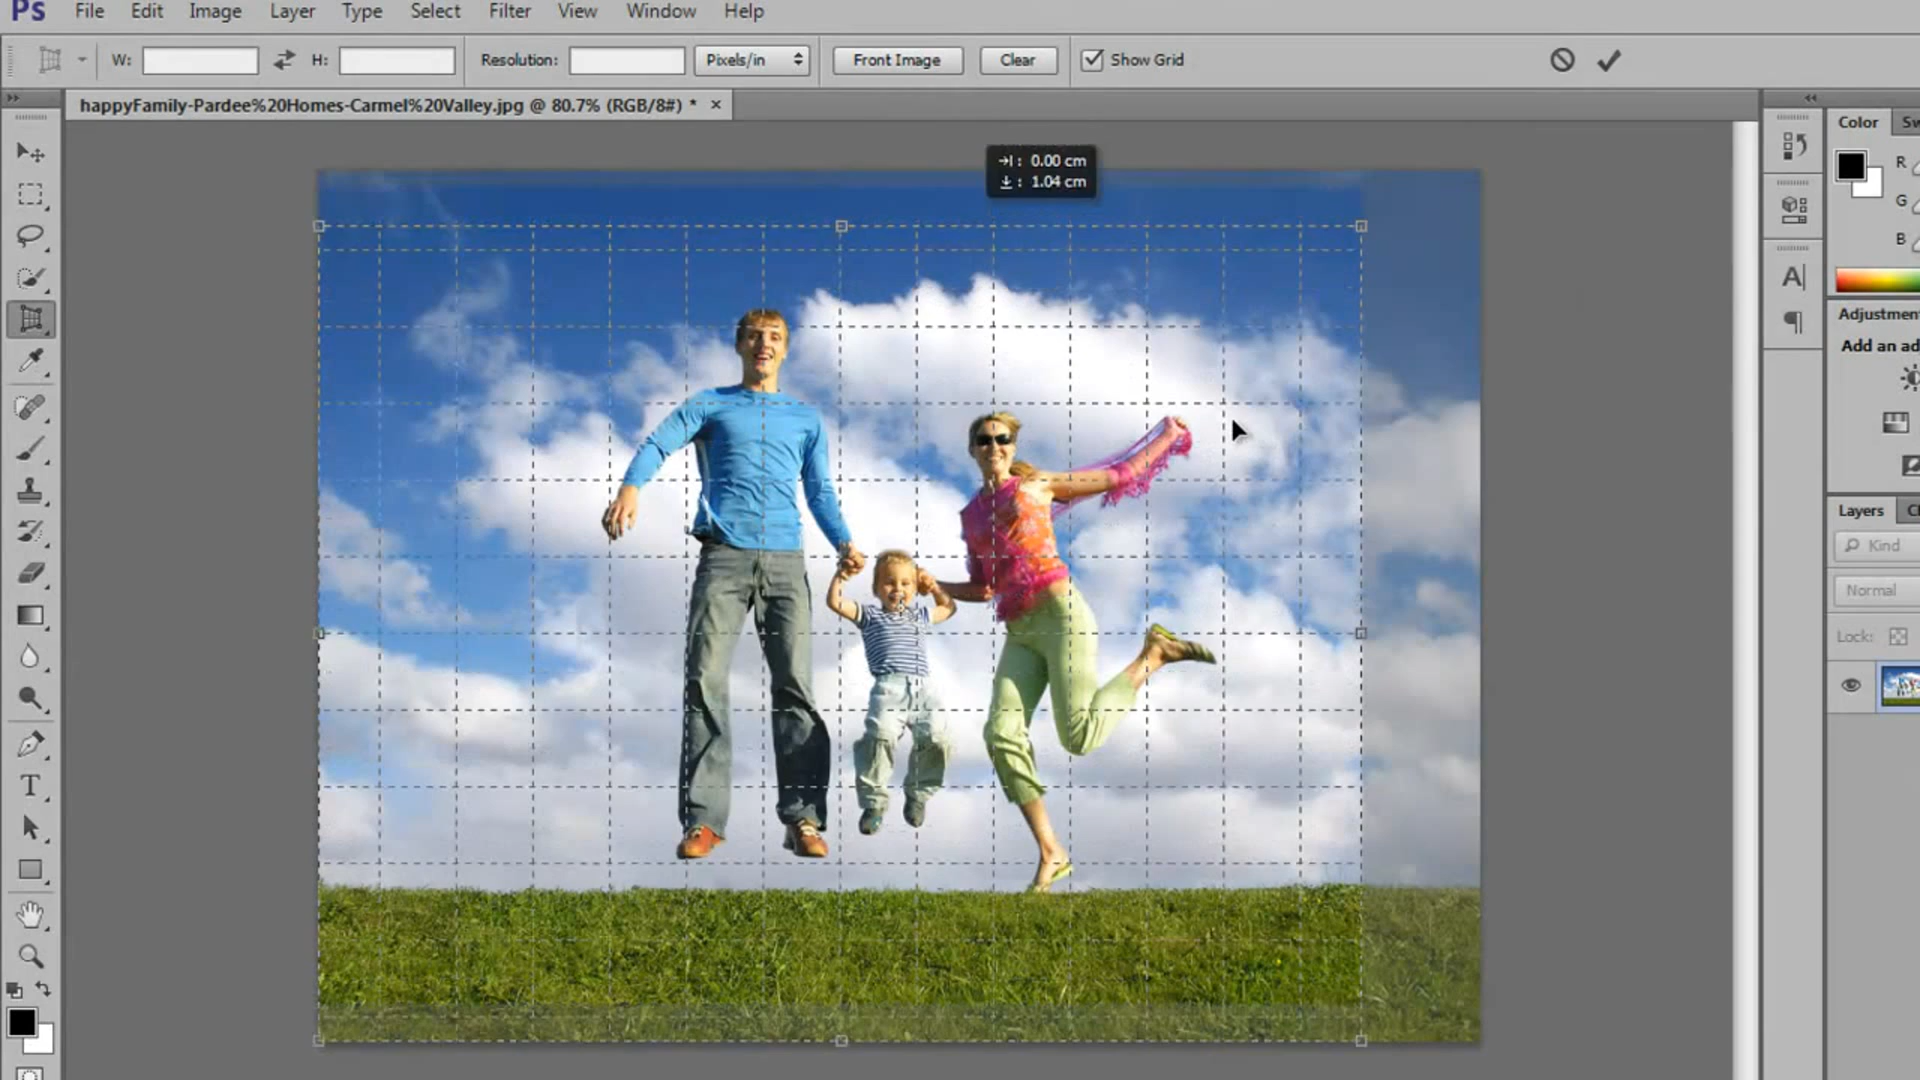 Ps File Edit Image Layer Type Select Filter View Window Help
W: H: Resolution: Pixels/in Front Image Clear Show Grid
happyFamily-Pardee%20Homes-Carmel%20Valley.jpg @ 80.7% (RGB/8#) * ×
0.00 cm
1.04 cm
Color Sw
R
G
B
Adjustmen
Add an ad
Layers
Kind
Normal
Lock: